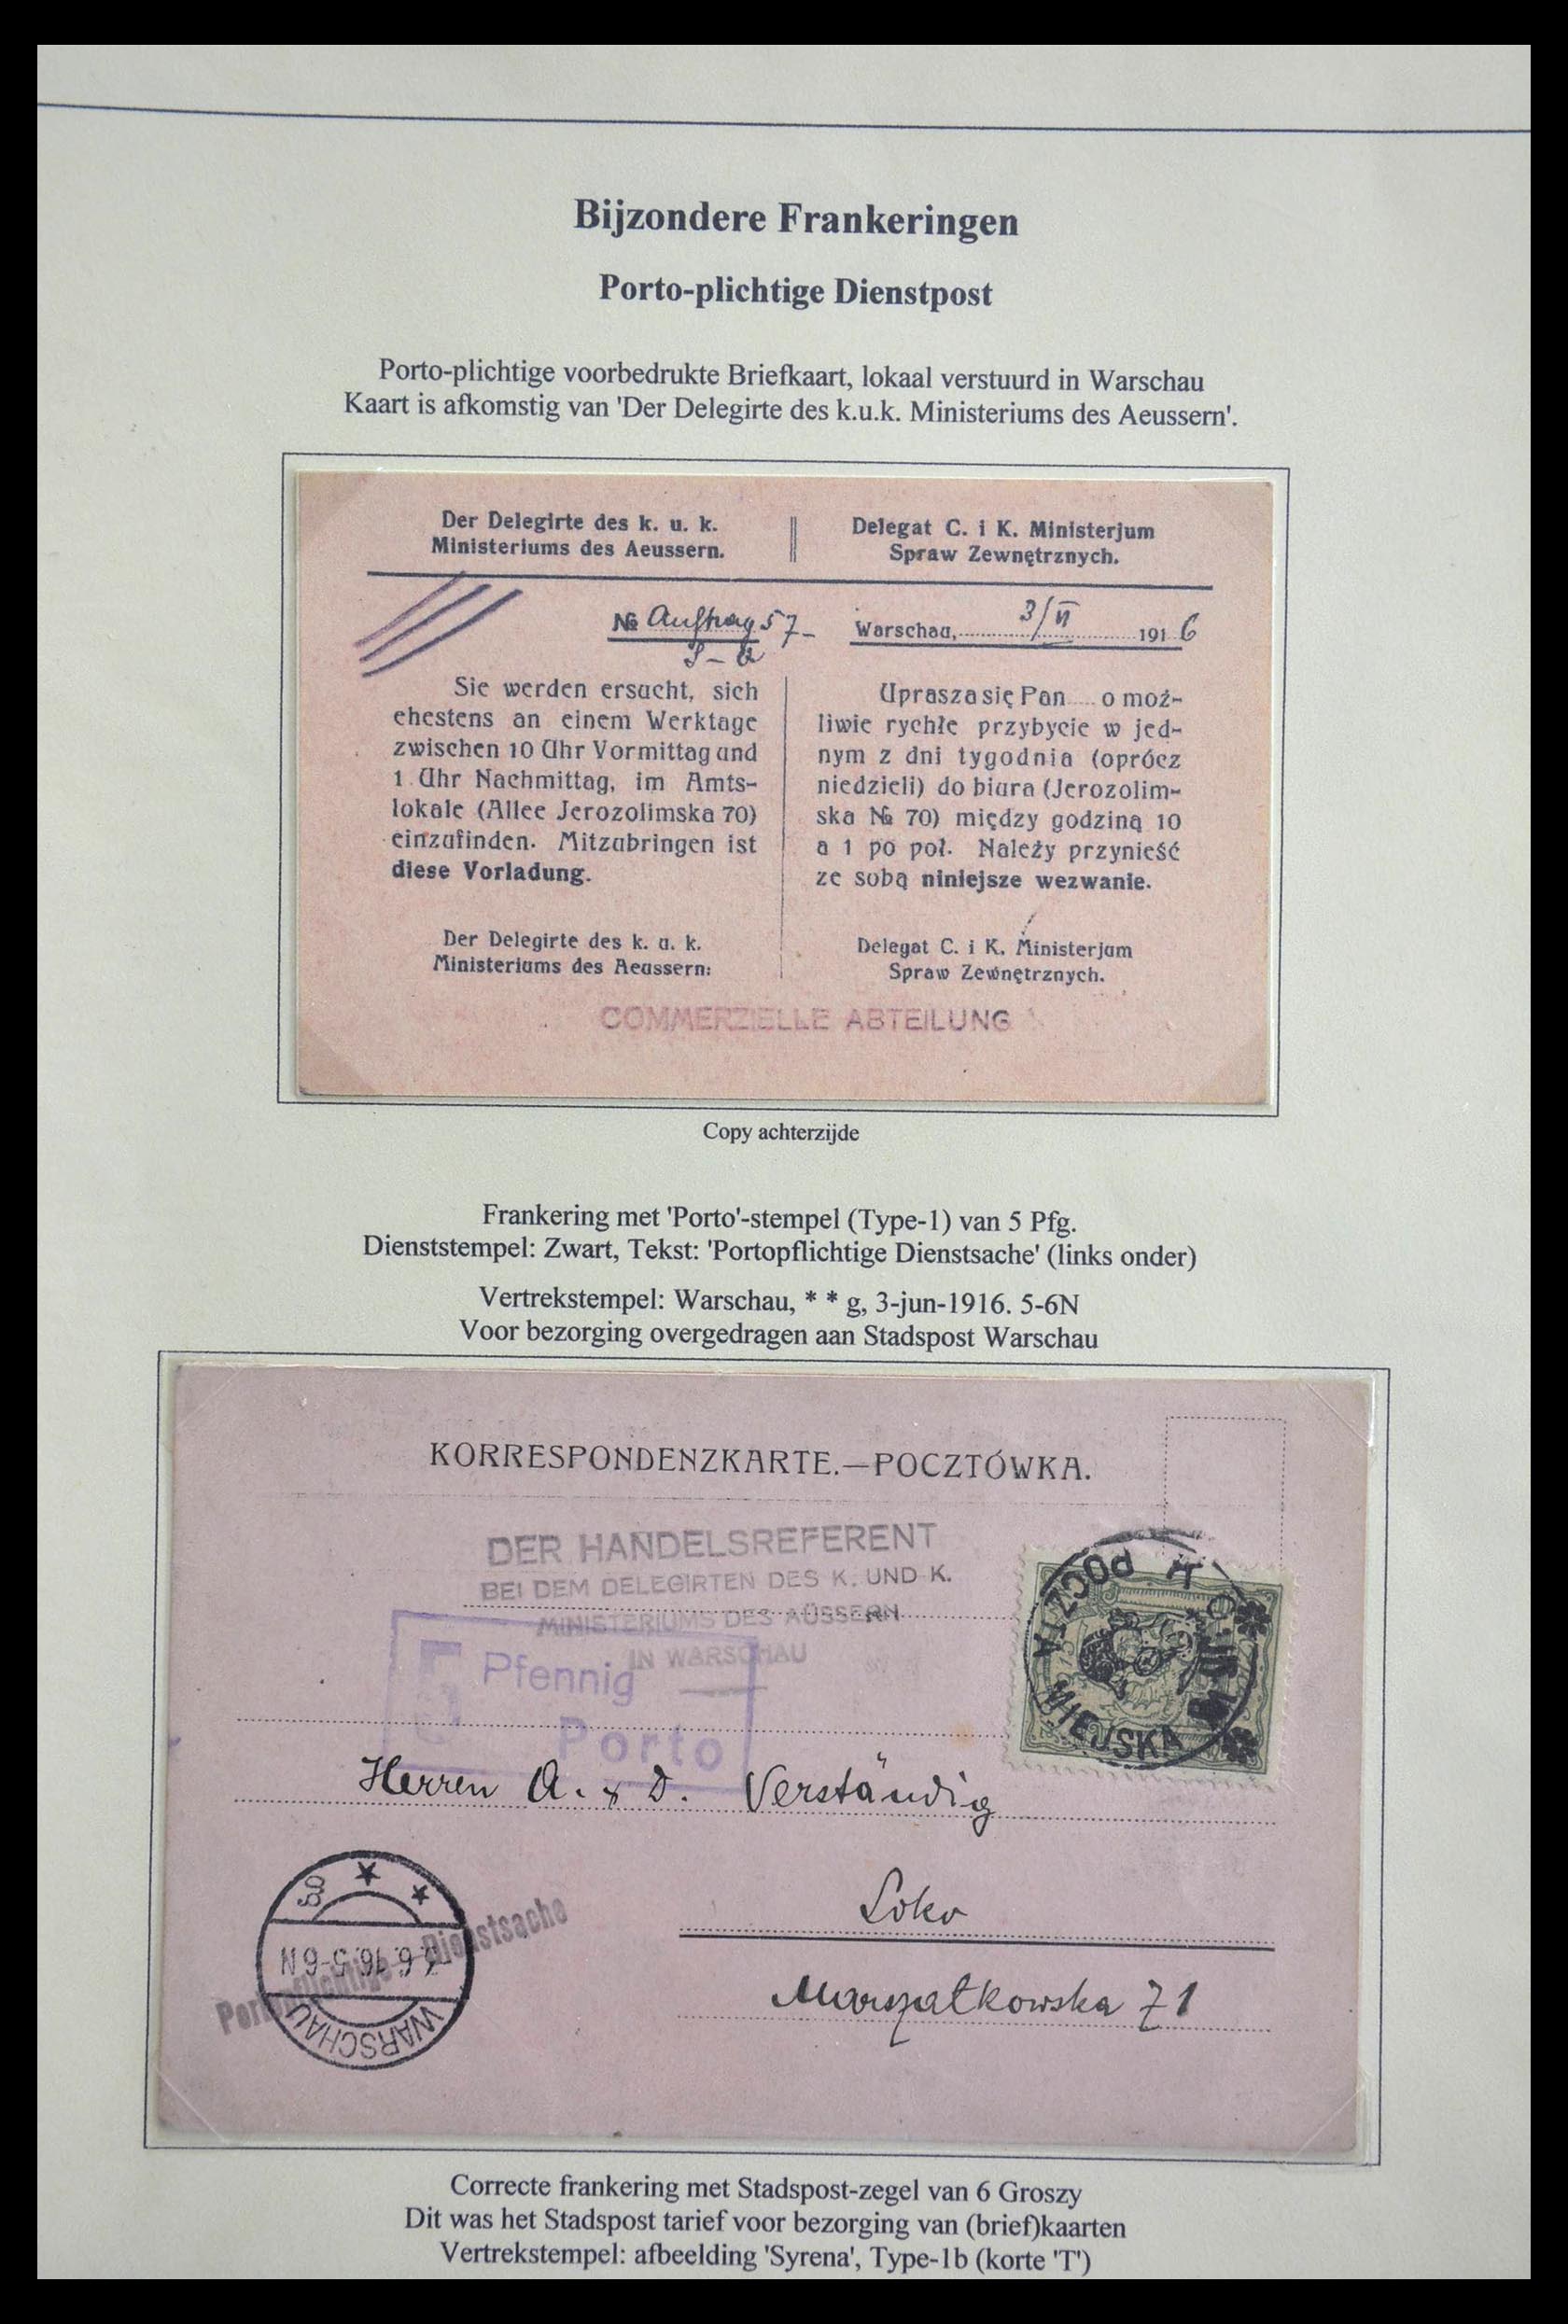 Bijzondere Frankeringen
Porto-plichtige Dienstpost
Porto-plichtige voorbedrukte Briefkaart, lokaal verstuurd in Warschau
Kaart is afkomstig van 'Der Delegirte des k.u.k. Ministeriums des Aeussern'.
Der Delegirte des k. u. k.
Ministeriums des Aeussern.
Delegat C. i K. Ministerjum
Spraw Zewnętrznych.
№ Auftrag 57-
Warschau, 3/VI 1916
Sie werden ersucht, sich
ehestens an einem Werktage
zwischen 10 Uhr Vormittag und
1 Uhr Nachmittag, im Amts-
lokale (Allee Jerozolimska 70)
einzufinden. Mitzubringen ist
diese Vorladung.
Uprasza się Pan ..... o moż-
liwie rychłe przybycie w jed-
nym z dni tygodnia (oprócz
niedzieli) do biura (Jerozolim-
ska № 70) między godziną 10
a 1 po poł. Należy przynieść
ze sobą niniejsze wezwanie.
Der Delegirte des k. u. k.
Ministeriums des Aeussern:
Delegat C. i K. Ministerjum
Spraw Zewnętrznych.
COMMERZIELLE ABTEILUNG
Copy achterzijde
Frankering met 'Porto'-stempel (Type-1) van 5 Pfg.
Dienststempel: Zwart, Tekst: 'Portopflichtige Dienstsache' (links onder)
Vertrekstempel: Warschau, * * g, 3-jun-1916. 5-6N
Voor bezorging overgedragen aan Stadspost Warschau
KORRESPONDENZKARTE.—POCZTÓWKA.
DER HANDELSREFERENT
BEI DEM DELEGIRTEN DES K. UND K.
MINISTERIUMS DES AÜSSERN
IN WARSCHAU
5 Pfennig
Porto
POCZTA MIEJSKA
Herren A. & D. Verständig
Loko
Marszalkowska 71
3.6.16.5-6N
WARSCHAU
Portopflichtige Dienstsache
Correcte frankering met Stadspost-zegel van 6 Groszy
Dit was het Stadspost tarief voor bezorging van (brief)kaarten
Vertrekstempel: afbeelding 'Syrena', Type-1b (korte 'T')